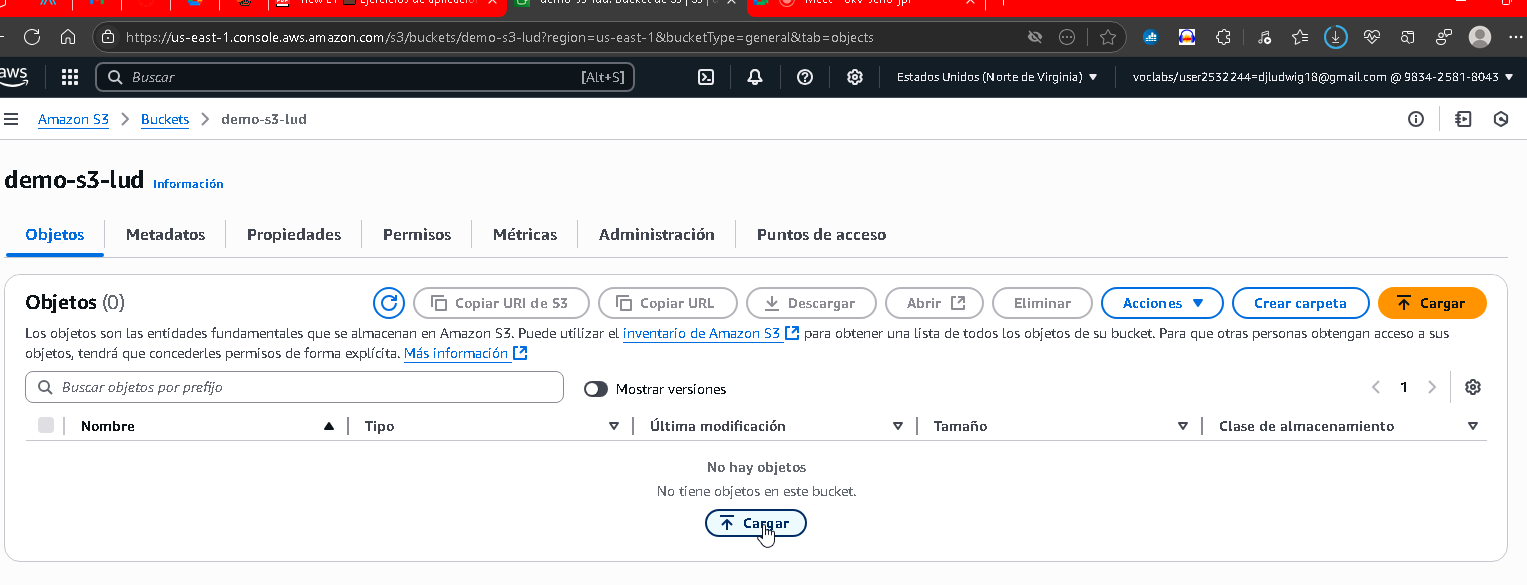 demo-s3-lud: Bucket de S3 | S3 |
https://us-east-1.console.aws.amazon.com/s3/buckets/demo-s3-lud?region=us-east-1&bucketType=general&tab=objects
aws
Buscar [Alt+S]
Estados Unidos (Norte de Virginia)
voclabs/user2532244=djludwig18@gmail.com @ 9834-2581-8043
Amazon S3 > Buckets > demo-s3-lud
demo-s3-lud Información
Objetos Metadatos Propiedades Permisos Métricas Administración Puntos de acceso
Objetos (0)
Copiar URI de S3 Copiar URL Descargar Abrir Eliminar Acciones Crear carpeta Cargar
Los objetos son las entidades fundamentales que se almacenan en Amazon S3. Puede utilizar el inventario de Amazon S3 para obtener una lista de todos los objetos de su bucket. Para que otras personas obtengan acceso a sus
objetos, tendrá que concederles permisos de forma explícita. Más información
Buscar objetos por prefijo
Mostrar versiones
1
Nombre Tipo Última modificación Tamaño Clase de almacenamiento
No hay objetos
No tiene objetos en este bucket.
Cargar